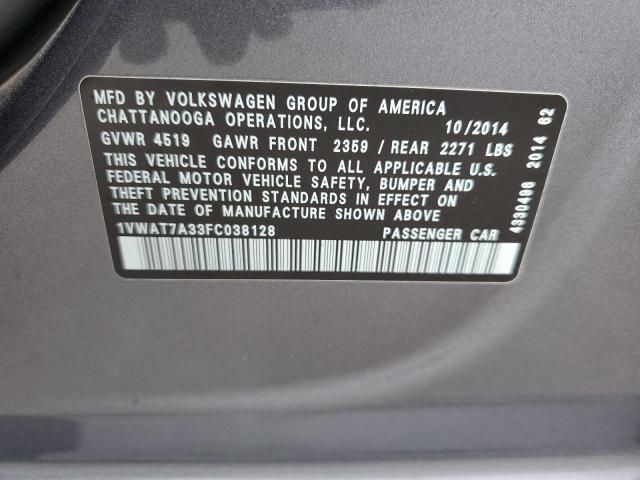 MFD BY VOLKSWAGEN GROUP OF AMERICA
CHATTANOOGA OPERATIONS, LLC. 10/2014
GVWR 4519 GAWR FRONT 2359 / REAR 2271 LBS
THIS VEHICLE CONFORMS TO ALL APPLICABLE U.S.
FEDERAL MOTOR VEHICLE SAFETY, BUMPER AND
THEFT PREVENTION STANDARDS IN EFFECT ON
THE DATE OF MANUFACTURE SHOWN ABOVE
1VWAT7A33FC038128 PASSENGER CAR
4330496 2014 62